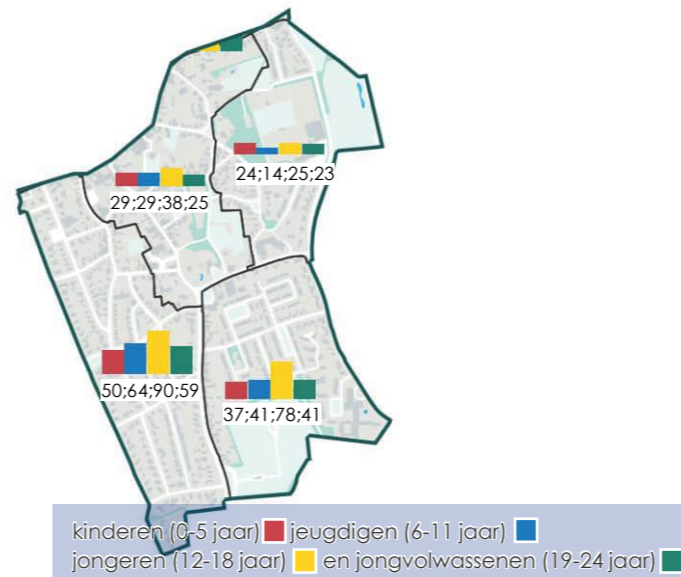 24;14;25;23
29;29;38;25
50;64;90;59
37;41;78;41
kinderen (0-5 jaar) jeugdigen (6-11 jaar)
jongeren (12-18 jaar) en jongvolwassenen (19-24 jaar)